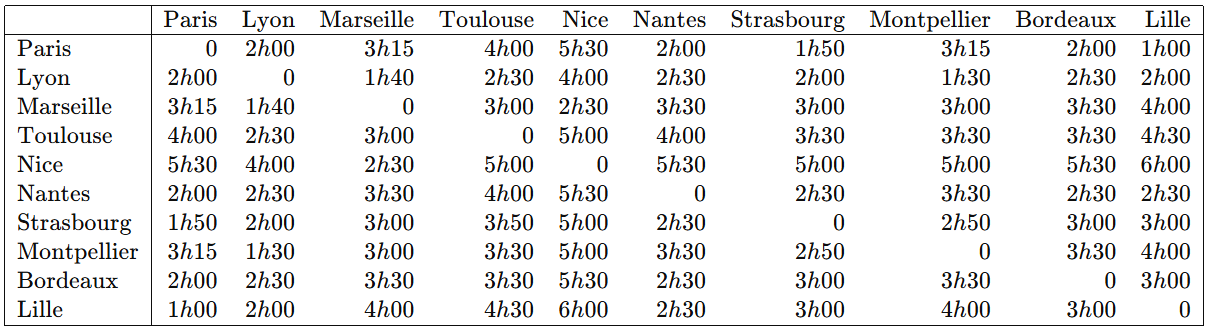 Paris Lyon Marseille Toulouse Nice Nantes Strasbourg Montpellier Bordeaux Lille
Paris 0 2h00 3h15 4h00 5h30 2h00 1h50 3h15 2h00 1h00
Lyon 2h00 0 1h40 2h30 4h00 2h30 2h00 1h30 2h30 2h00
Marseille 3h15 1h40 0 3h00 2h30 3h30 3h00 3h00 3h30 4h00
Toulouse 4h00 2h30 3h00 0 5h00 4h00 3h30 3h30 3h30 4h30
Nice 5h30 4h00 2h30 5h00 0 5h30 5h00 5h00 5h30 6h00
Nantes 2h00 2h30 3h30 4h00 5h30 0 2h30 3h30 2h30 2h30
Strasbourg 1h50 2h00 3h00 3h50 5h00 2h30 0 2h50 3h00 3h00
Montpellier 3h15 1h30 3h00 3h30 5h00 3h30 2h50 0 3h30 4h00
Bordeaux 2h00 2h30 3h30 3h30 5h30 2h30 3h00 3h30 0 3h00
Lille 1h00 2h00 4h00 4h30 6h00 2h30 3h00 4h00 3h00 0